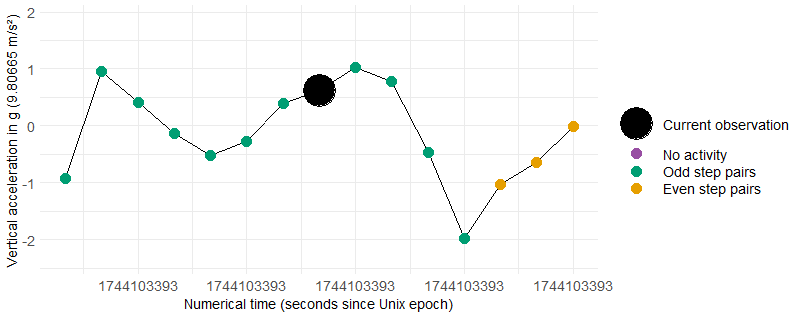 Vertical acceleration in g (9.80665 m/s²)
2
1
0
-1
-2
1744103393 1744103393 1744103393 1744103393 1744103393
Numerical time (seconds since Unix epoch)
Current observation
No activity
Odd step pairs
Even step pairs